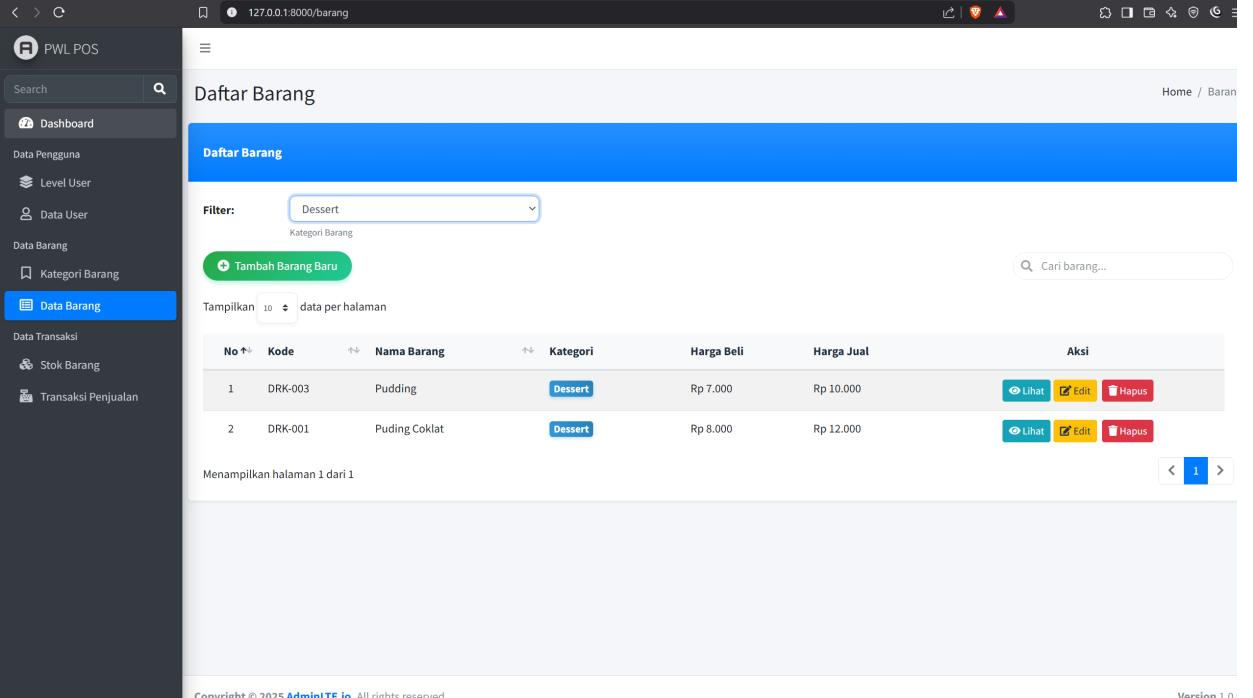 127.0.0.1:8000/barang
PWL POS
Search
Dashboard
Data Pengguna
Level User
Data User
Data Barang
Kategori Barang
Data Barang
Data Transaksi
Stok Barang
Transaksi Penjualan
Daftar Barang
Home / Baran
Daftar Barang
Filter: Dessert
Kategori Barang
Tambah Barang Baru
Cari barang...
Tampilkan 10 data per halaman
No Kode Nama Barang Kategori Harga Beli Harga Jual Aksi
1 DRK-003 Pudding Dessert Rp 7.000 Rp 10.000 Lihat Edit Hapus
2 DRK-001 Puding Coklat Dessert Rp 8.000 Rp 12.000 Lihat Edit Hapus
Menampilkan halaman 1 dari 1
1
Copyright © 2025 AdminLTE.io. All rights reserved.
Version 1.0